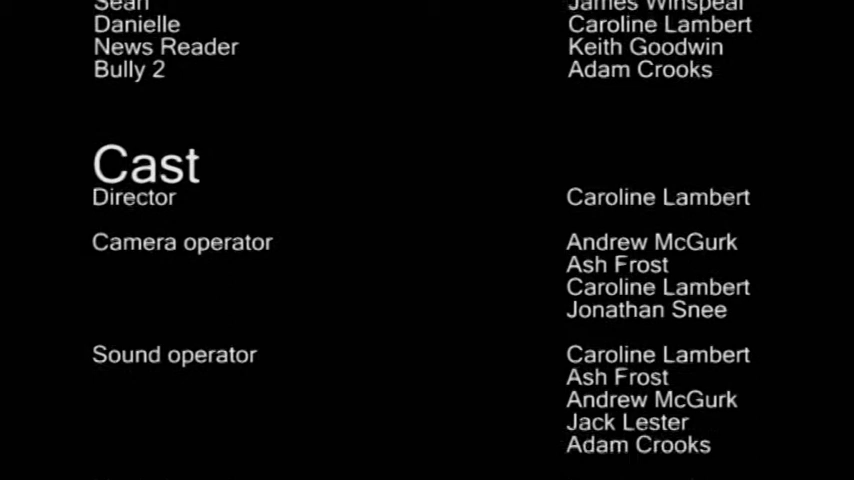 Sean James Winspear
Danielle Caroline Lambert
News Reader Keith Goodwin
Bully 2 Adam Crooks
Cast
Director Caroline Lambert
Camera operator Andrew McGurk
Ash Frost
Caroline Lambert
Jonathan Snee
Sound operator Caroline Lambert
Ash Frost
Andrew McGurk
Jack Lester
Adam Crooks